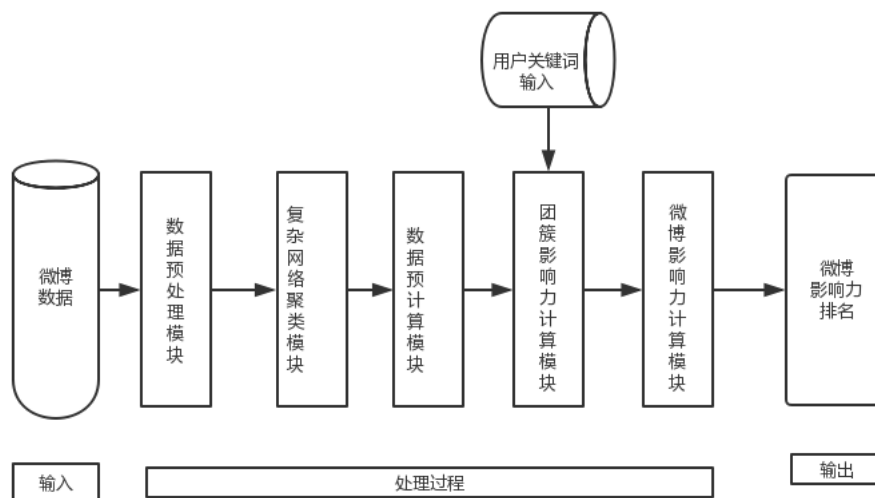 用户关键词
输入
微博
数据
数据预处理模块
复杂网络聚类模块
数据预计算模块
团簇影响力计算模块
微博影响力计算模块
微博
影响力
排名
输入
处理过程
输出